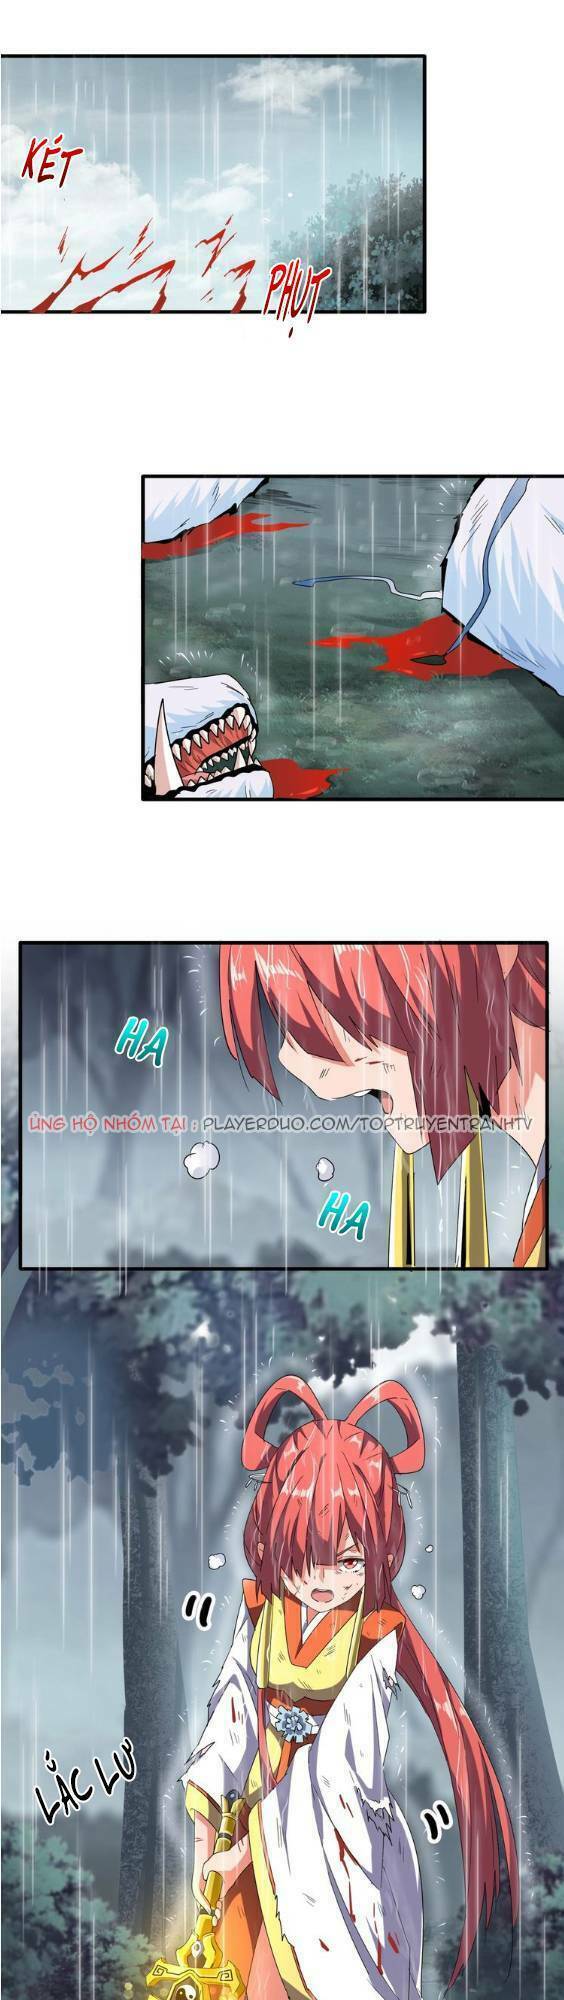 KÉT
PHỤT
HA
ỦNG HỘ NHÓM TẠI : PLAYERDUO.COM/TOPTRUYENTRANHTV
HA
LẮC LƯ